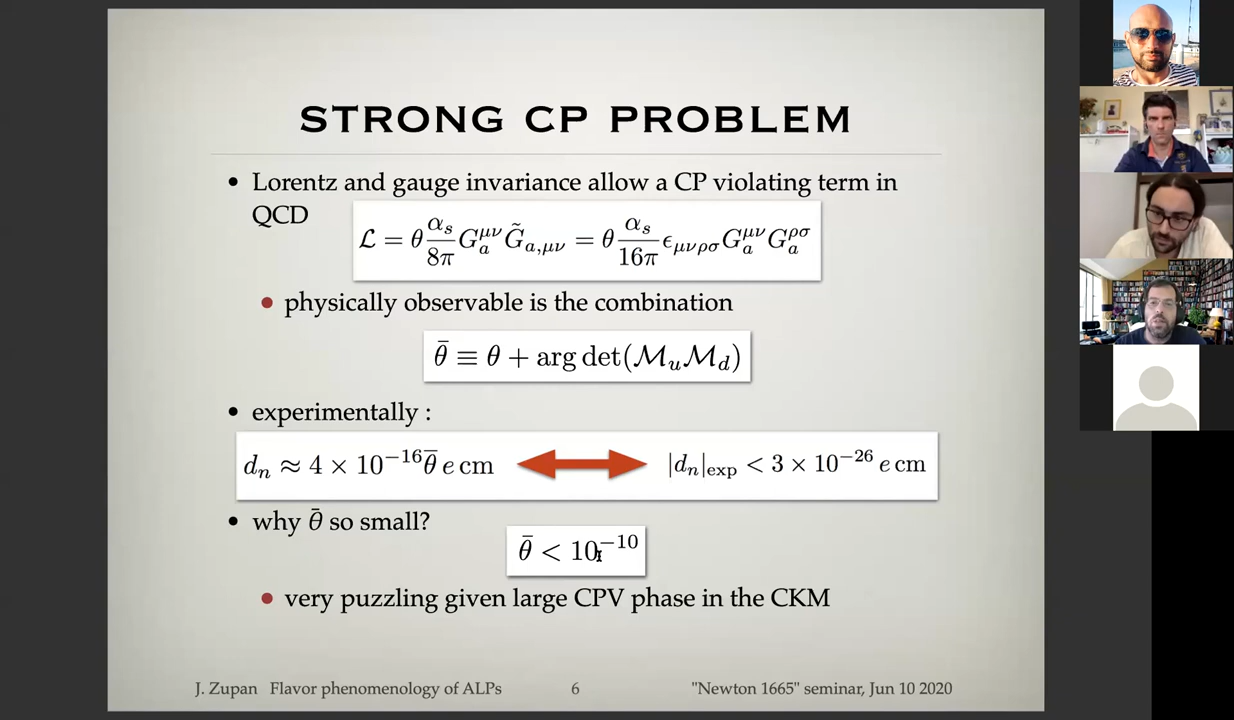 STRONG CP PROBLEM
• Lorentz and gauge invariance allow a CP violating term in
QCD
ℒ = θ α_s/8π G_a^{μν} G̃_{a,μν} = θ α_s/16π ϵ_{μνρσ} G_a^{μν} G_a^{ρσ}
• physically observable is the combination
θ̄ ≡ θ + arg det(ℳ_u ℳ_d)
• experimentally :
d_n ≈ 4 × 10^{−16} θ̄ e cm |d_n|_exp < 3 × 10^{−26} e cm
• why θ̄ so small?
θ̄ < 10^{−10}
• very puzzling given large CPV phase in the CKM
J. Zupan Flavor phenomenology of ALPs 6 "Newton 1665" seminar, Jun 10 2020